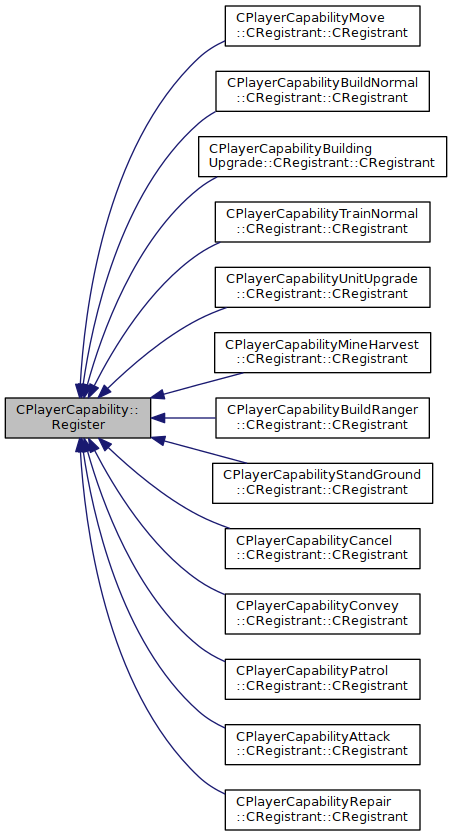 CPlayerCapabilityMove
::CRegistrant::CRegistrant
CPlayerCapabilityBuildNormal
::CRegistrant::CRegistrant
CPlayerCapabilityBuilding
Upgrade::CRegistrant::CRegistrant
CPlayerCapabilityTrainNormal
::CRegistrant::CRegistrant
CPlayerCapabilityUnitUpgrade
::CRegistrant::CRegistrant
CPlayerCapabilityMineHarvest
::CRegistrant::CRegistrant
CPlayerCapability::
Register
CPlayerCapabilityBuildRanger
::CRegistrant::CRegistrant
CPlayerCapabilityStandGround
::CRegistrant::CRegistrant
CPlayerCapabilityCancel
::CRegistrant::CRegistrant
CPlayerCapabilityConvey
::CRegistrant::CRegistrant
CPlayerCapabilityPatrol
::CRegistrant::CRegistrant
CPlayerCapabilityAttack
::CRegistrant::CRegistrant
CPlayerCapabilityRepair
::CRegistrant::CRegistrant